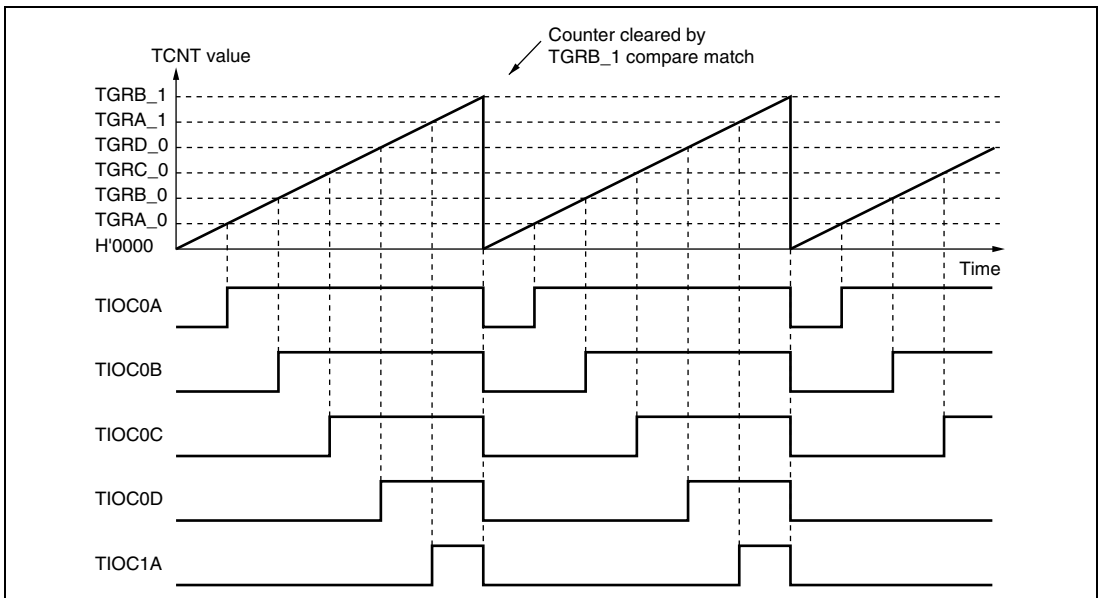 Counter cleared by
TGRB_1 compare match
TCNT value
TGRB_1
TGRA_1
TGRD_0
TGRC_0
TGRB_0
TGRA_0
H'0000
Time
TIOC0A
TIOC0B
TIOC0C
TIOC0D
TIOC1A